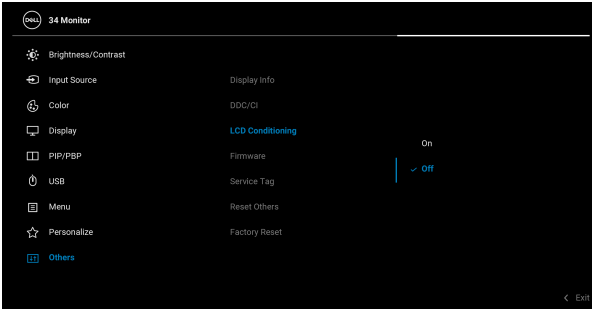 DELL 34 Monitor
Brightness/Contrast
Input Source Display Info
Color DDC/CI
Display LCD Conditioning
On
PIP/PBP Firmware
Off
USB Service Tag
Menu Reset Others
Personalize Factory Reset
Others
Exit